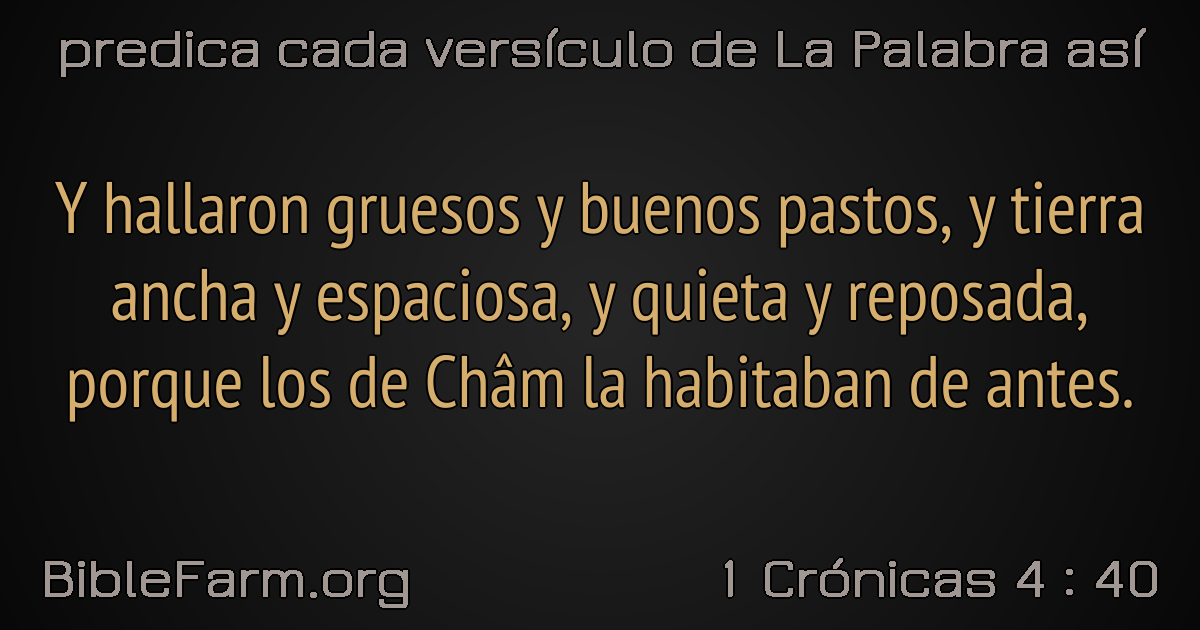 predica cada versículo de La Palabra así
Y hallaron gruesos y buenos pastos, y tierra
ancha y espaciosa, y quieta y reposada,
porque los de Châm la habitaban de antes.
BibleFarm.org
1 Crónicas 4 : 40